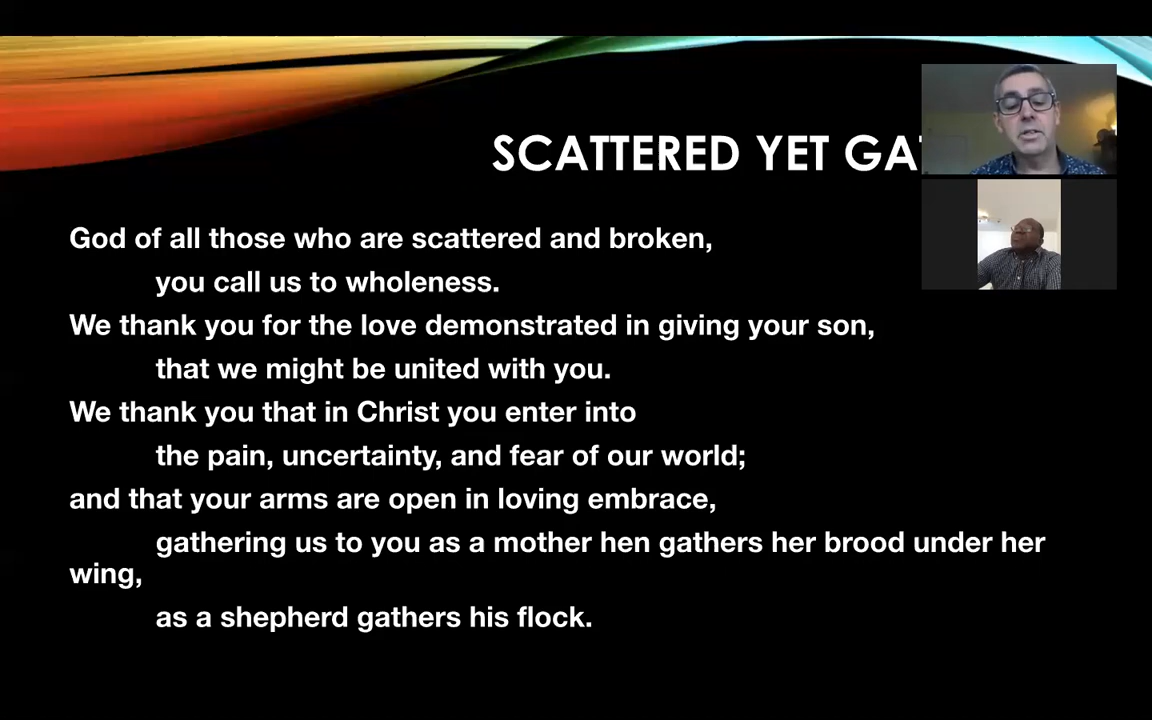 SCATTERED YET
God of all those who are scattered and broken,
you call us to wholeness.
We thank you for the love demonstrated in giving your son,
that we might be united with you.
We thank you that in Christ you enter into
the pain, uncertainty, and fear of our world;
and that your arms are open in loving embrace,
gathering us to you as a mother hen gathers her brood under her
wing,
as a shepherd gathers his flock.